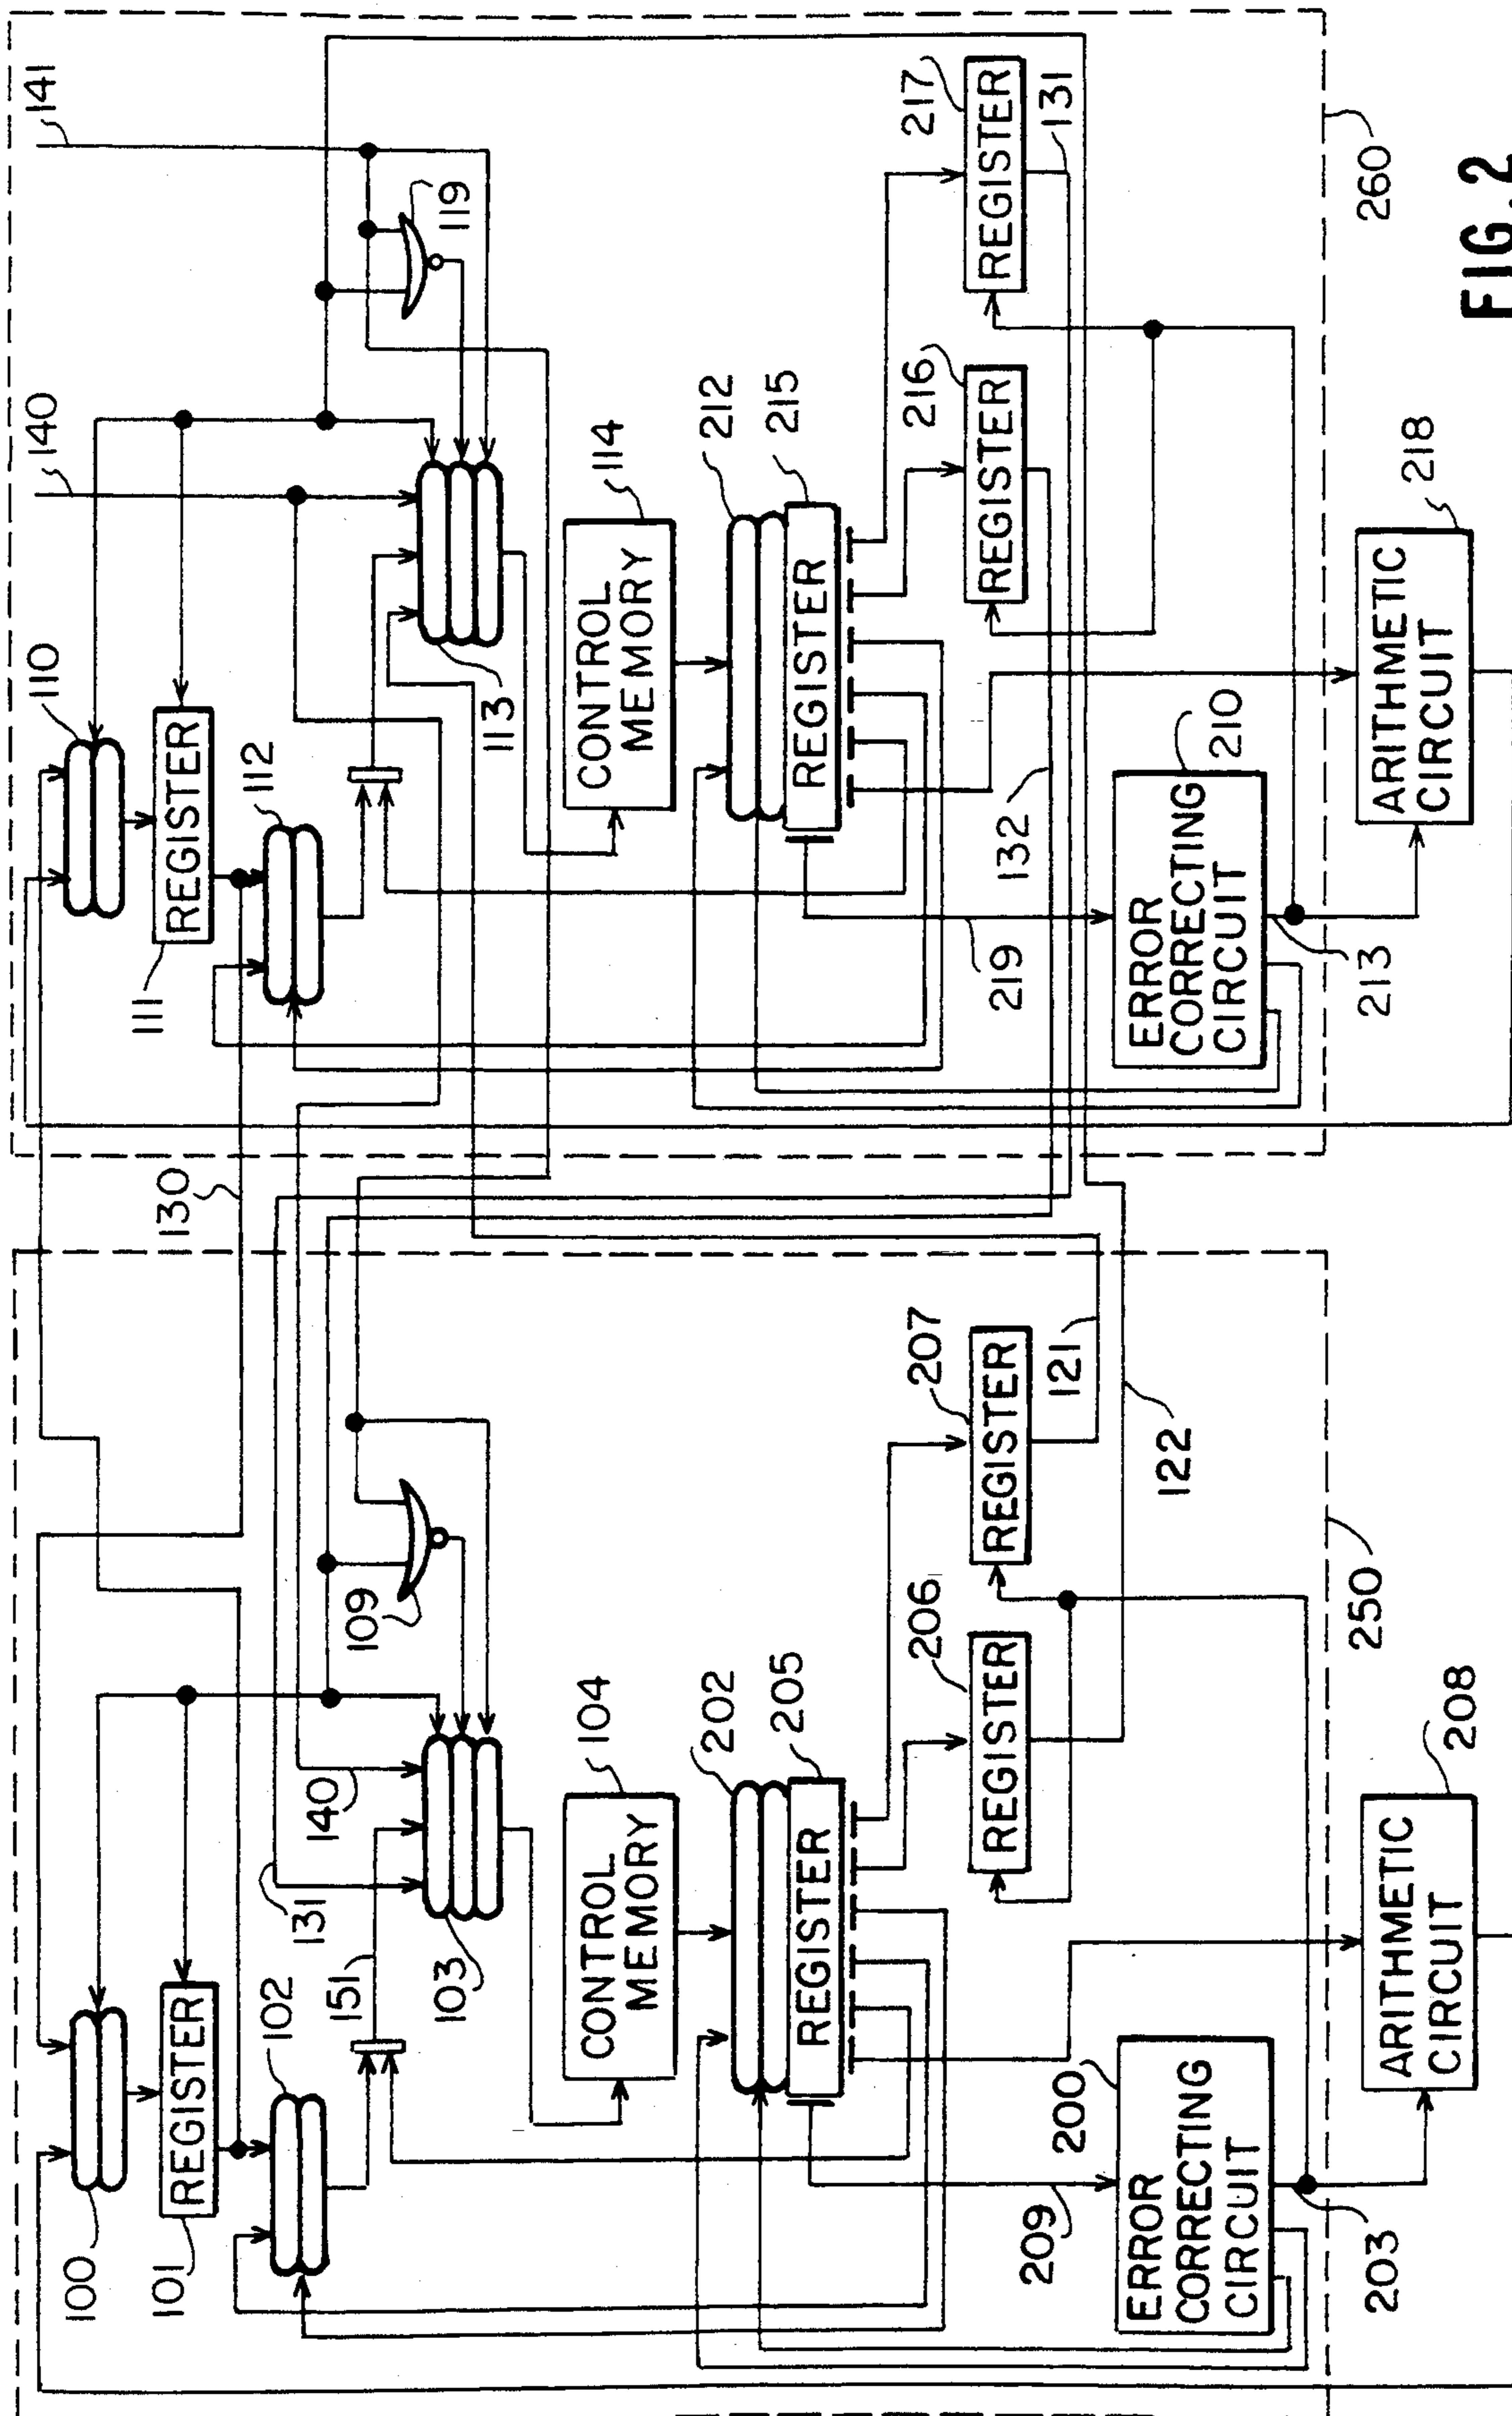 100
101
REGISTER
102
151
131
140
103
109
CONTROL
MEMORY
104
202
205
REGISTER
206
REGISTER
207
REGISTER
121
122
209
200
ERROR
CORRECTING
CIRCUIT
203
250
ARITHMETIC
CIRCUIT
208
130
110
111
REGISTER
112
140
141
113
119
CONTROL
MEMORY
114
212
215
REGISTER
216
REGISTER
217
REGISTER
131
132
219
ERROR
CORRECTING
CIRCUIT
210
213
260
ARITHMETIC
CIRCUIT
218
FIG. 2